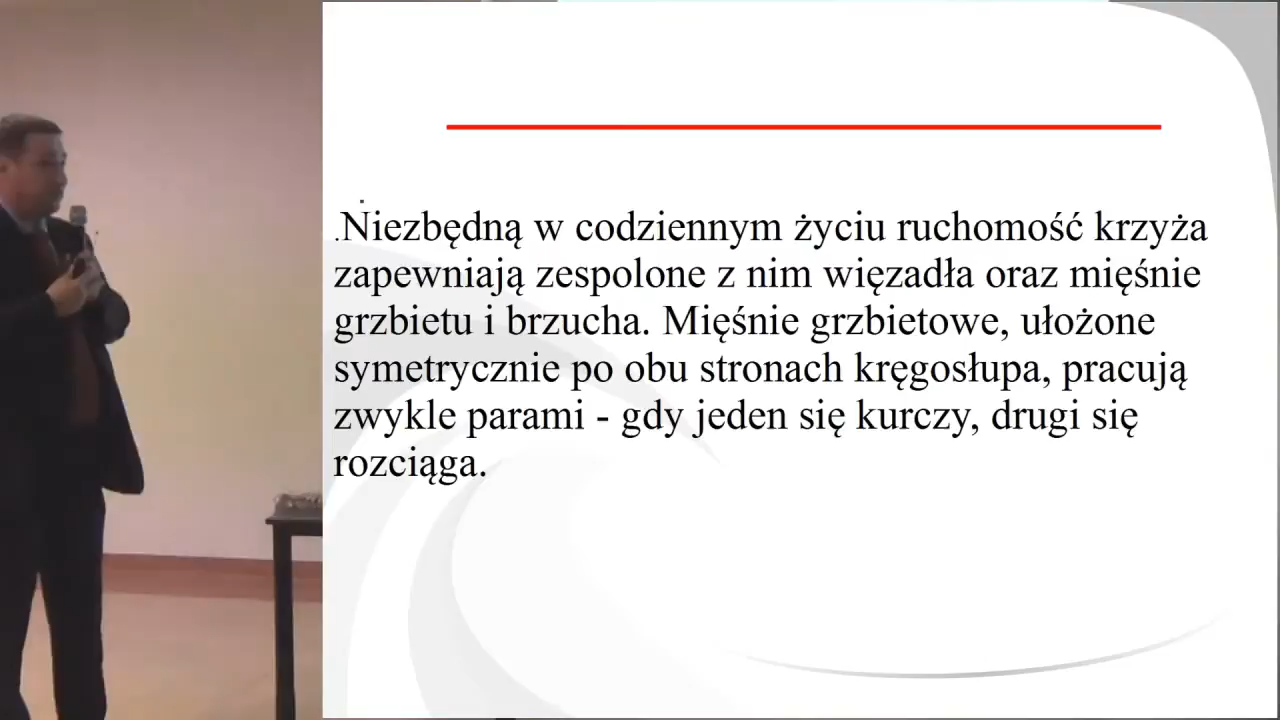 .Niezbędną w codziennym życiu ruchomość krzyża
zapewniają zespolone z nim więzadła oraz mięśnie
grzbietu i brzucha. Mięśnie grzbietowe, ułożone
symetrycznie po obu stronach kręgosłupa, pracują
zwykle parami - gdy jeden się kurczy, drugi się
rozciąga.